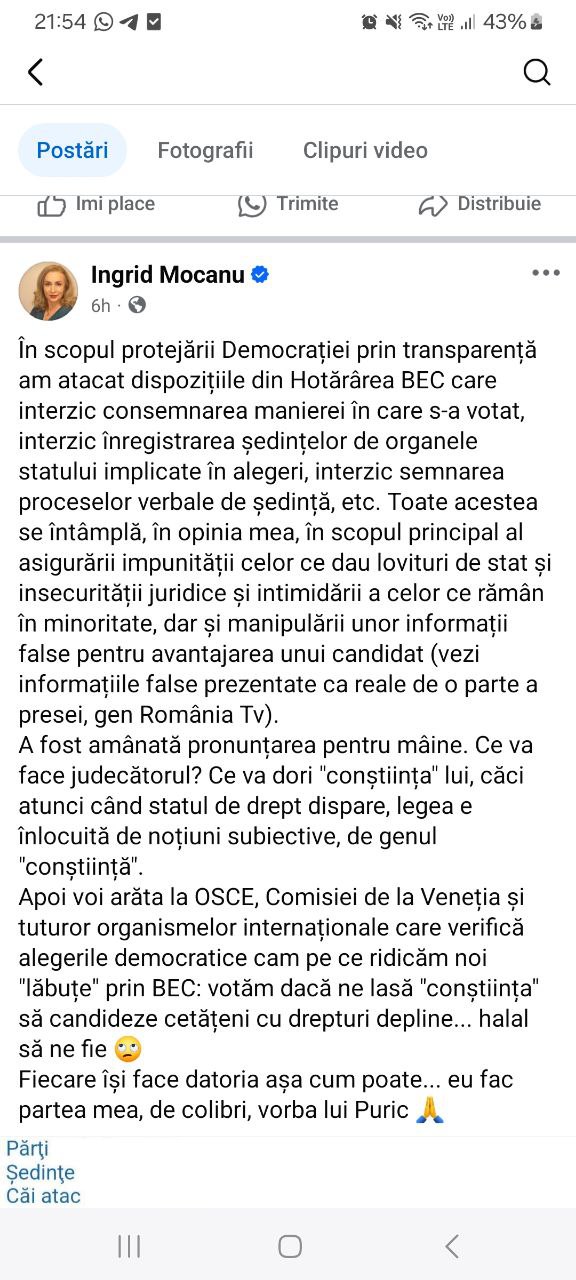 21:54 43%
Postări Fotografii Clipuri video
Imi place Trimite Distribuie
Ingrid Mocanu
6h ·
În scopul protejării Democrației prin transparență
am atacat dispozițiile din Hotărârea BEC care
interzic consemnarea manierei în care s-a votat,
interzic înregistrarea ședințelor de organele
statului implicate în alegeri, interzic semnarea
proceselor verbale de ședință, etc. Toate acestea
se întâmplă, în opinia mea, în scopul principal al
asigurării impunității celor ce dau lovituri de stat și
insecurității juridice și intimidării a celor ce rămân
în minoritate, dar și manipulării unor informații
false pentru avantajarea unui candidat (vezi
informațiile false prezentate ca reale de o parte a
presei, gen România Tv).
A fost amânată pronunțarea pentru mâine. Ce va
face judecătorul? Ce va dori "conștiința" lui, căci
atunci când statul de drept dispare, legea e
înlocuită de noțiuni subiective, de genul
"conștiință".
Apoi voi arăta la OSCE, Comisiei de la Veneția și
tuturor organismelor internaționale care verifică
alegerile democratice cam pe ce ridicăm noi
"lăbuțe" prin BEC: votăm dacă ne lasă "conștiința"
să candideze cetățeni cu drepturi depline... halal
să ne fie 🙄
Fiecare își face datoria așa cum poate... eu fac
partea mea, de colibri, vorba lui Puric 🙏
Părţi
Şedinţe
Căi atac